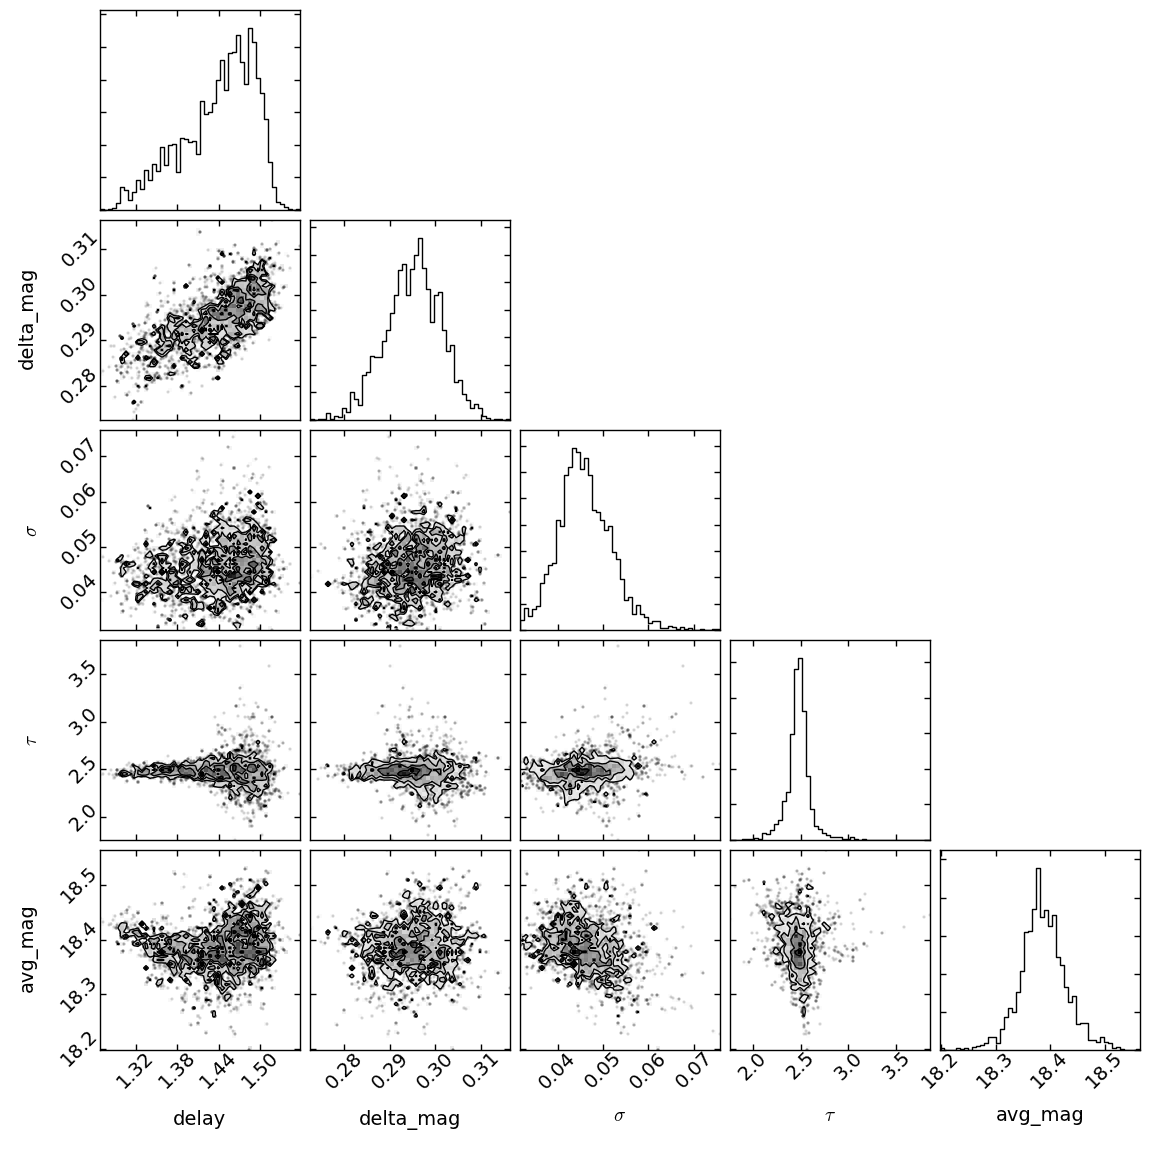 delta_mag
0.31
0.30
0.29
0.28
σ
0.07
0.06
0.05
0.04
τ
3.5
3.0
2.5
2.0
avg_mag
18.5
18.4
18.3
18.2
1.32 1.38 1.44 1.50
0.28 0.29 0.30 0.31
0.04 0.05 0.06 0.07
2.0 2.5 3.0 3.5
18.2 18.3 18.4 18.5
delay delta_mag σ τ avg_mag